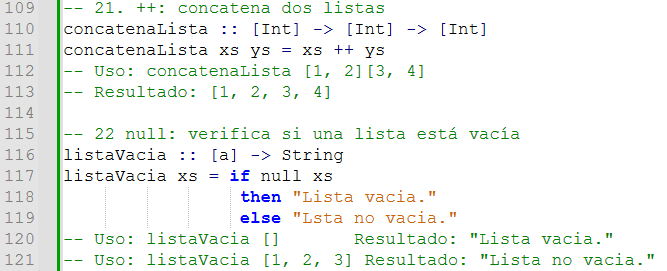 109 -- 21. ++: concatena dos listas
110 concatenaLista :: [Int] -> [Int] -> [Int]
111 concatenaLista xs ys = xs ++ ys
112 -- Uso: concatenaLista [1, 2][3, 4]
113 -- Resultado: [1, 2, 3, 4]
114
115 -- 22 null: verifica si una lista está vacía
116 listaVacia :: [a] -> String
117 listaVacia xs = if null xs
118                 then "Lista vacia."
119                 else "Lsta no vacia."
120 -- Uso: listaVacia []       Resultado: "Lista vacia."
121 -- Uso: listaVacia [1, 2, 3] Resultado: "Lista no vacia."